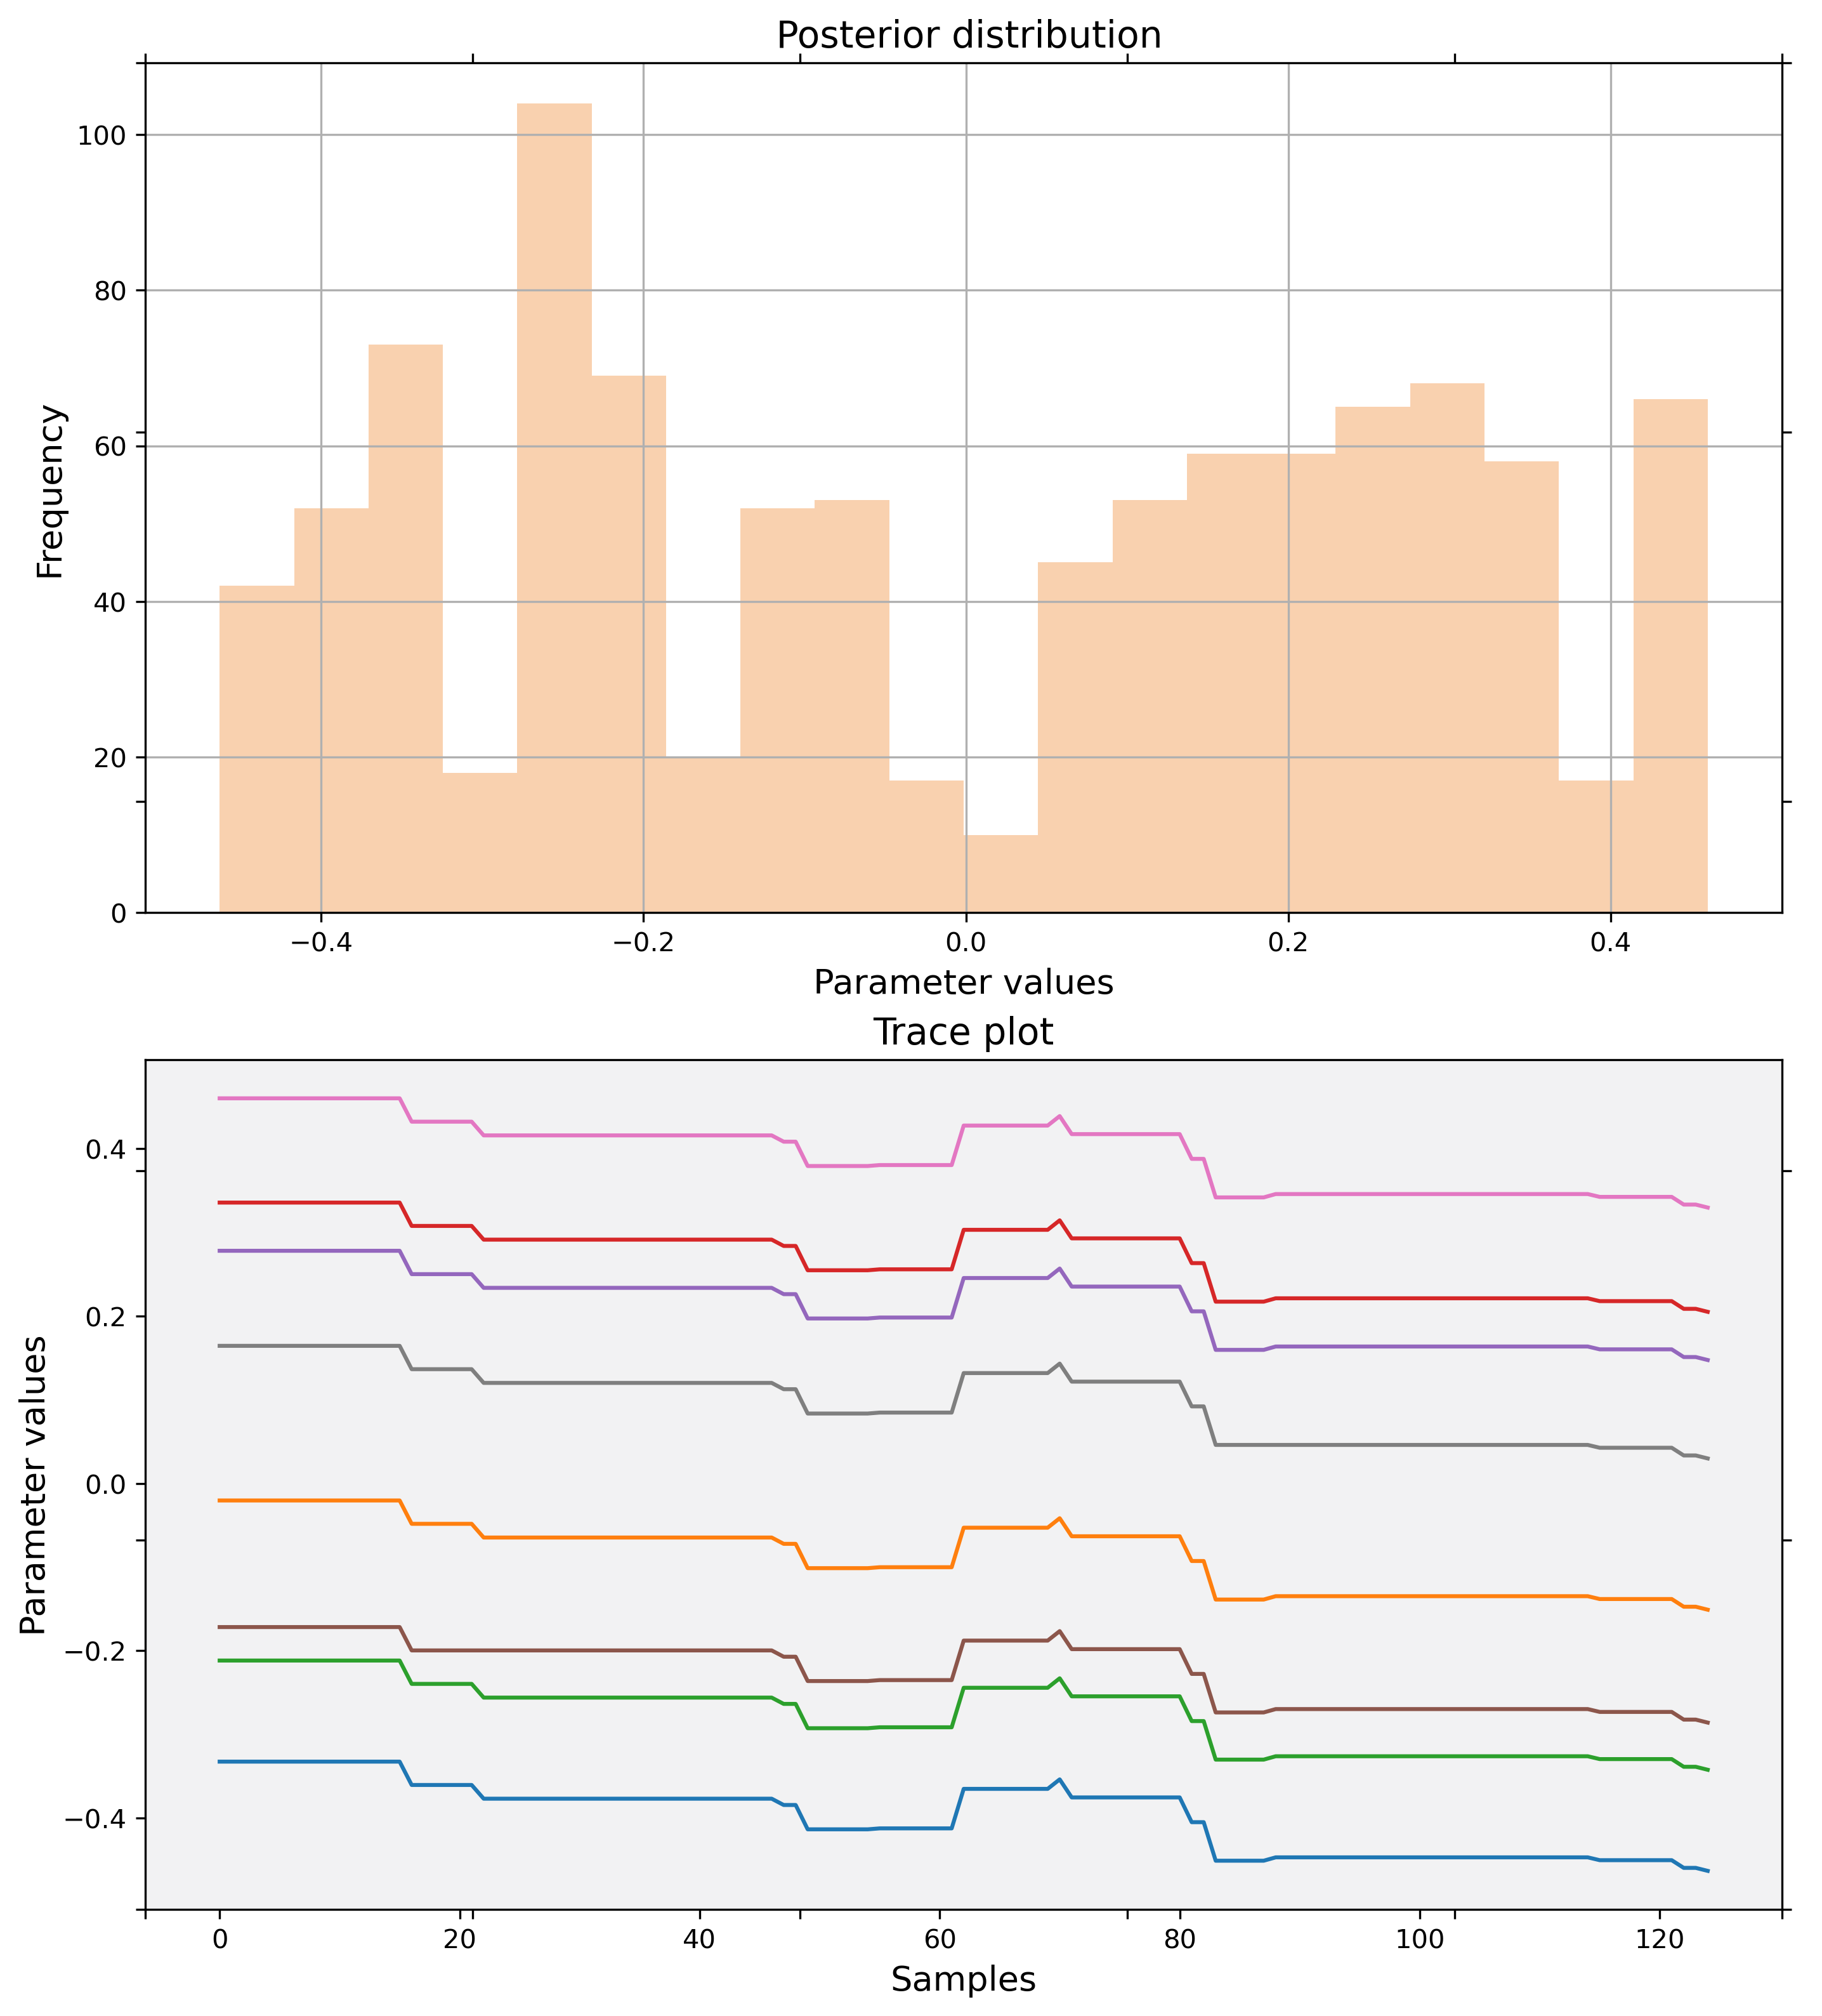 Posterior distribution
100
80
60
40
20
0
Frequency
−0.4 −0.2 0.0 0.2 0.4
Parameter values
Trace plot
0.4
0.2
0.0
−0.2
−0.4
Parameter values
0 20 40 60 80 100 120
Samples